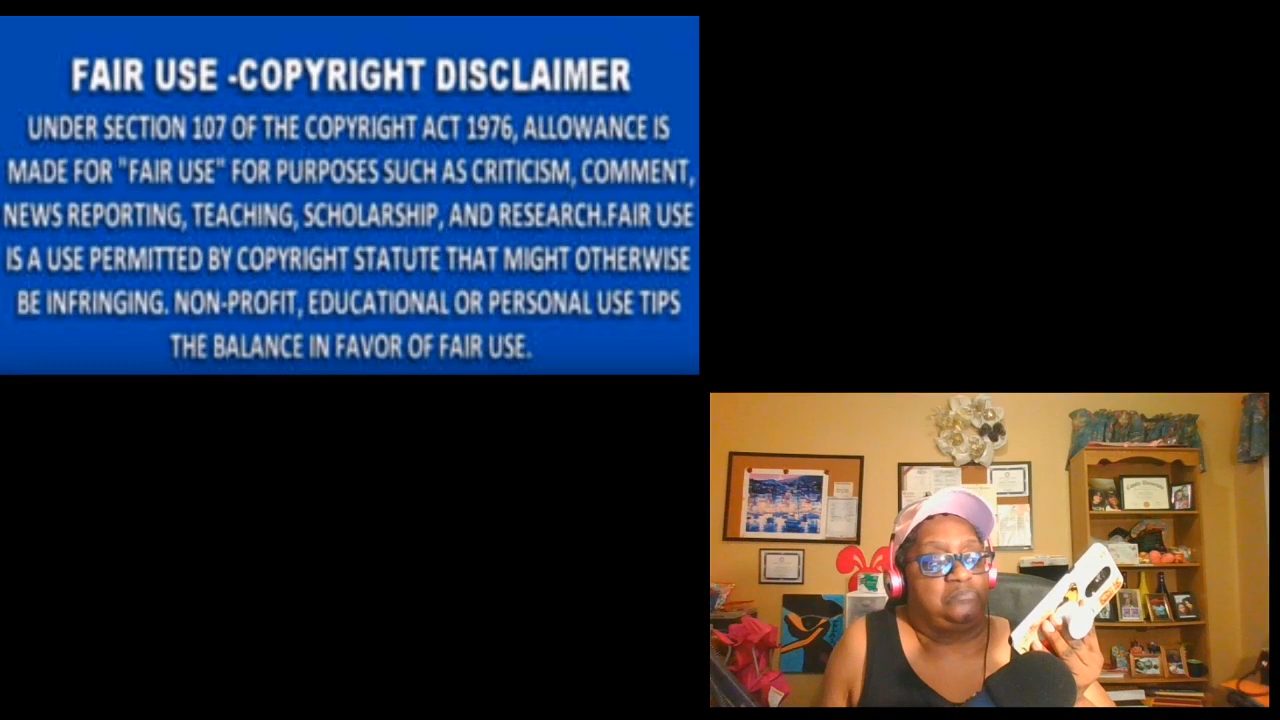 FAIR USE -COPYRIGHT DISCLAIMER
UNDER SECTION 107 OF THE COPYRIGHT ACT 1976, ALLOWANCE IS
MADE FOR "FAIR USE" FOR PURPOSES SUCH AS CRITICISM, COMMENT,
NEWS REPORTING, TEACHING, SCHOLARSHIP, AND RESEARCH.FAIR USE
IS A USE PERMITTED BY COPYRIGHT STATUTE THAT MIGHT OTHERWISE
BE INFRINGING. NON-PROFIT, EDUCATIONAL OR PERSONAL USE TIPS
THE BALANCE IN FAVOR OF FAIR USE.